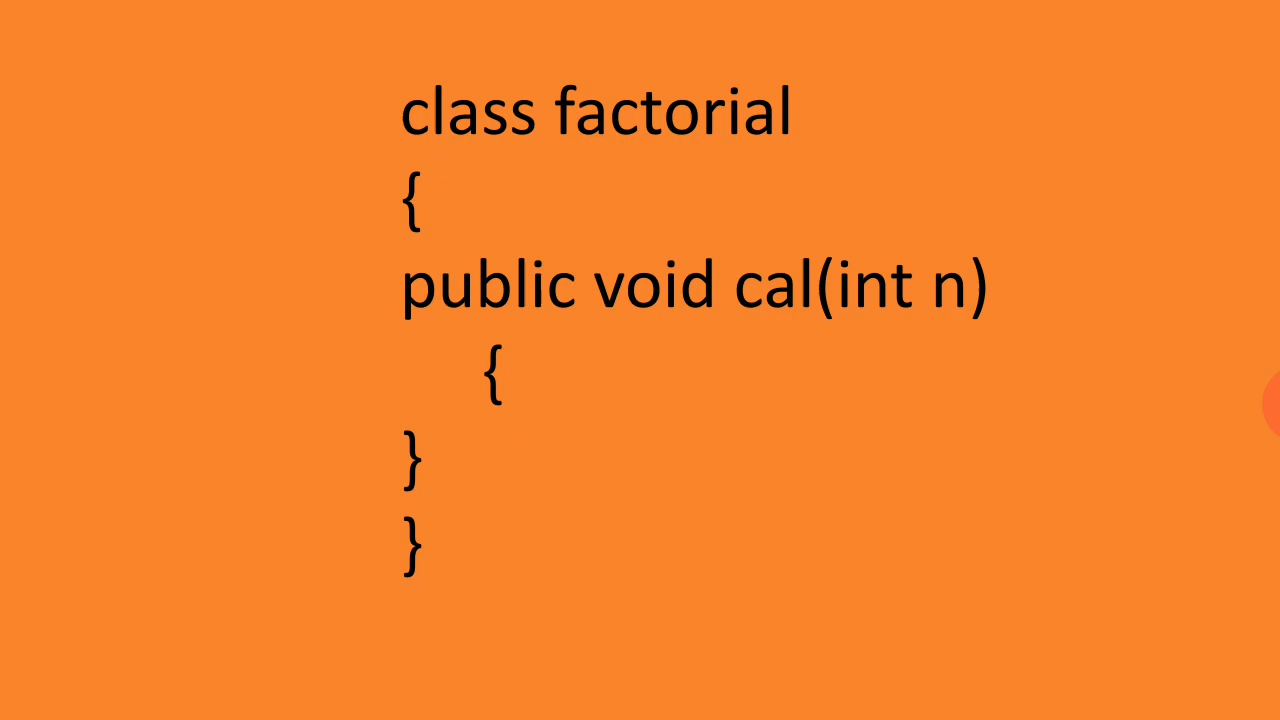 class factorial
{
public void cal(int n)
{
}
}